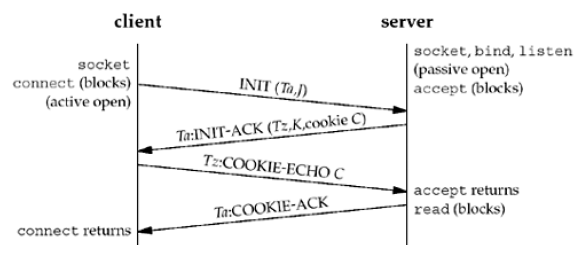 client
server
socket
connect (blocks)
(active open)
socket, bind, listen
(passive open)
accept (blocks)
INIT (Ta,J)
Ta:INIT-ACK (Tz,K,cookie C)
Tz:COOKIE-ECHO C
accept returns
read (blocks)
Ta:COOKIE-ACK
connect returns